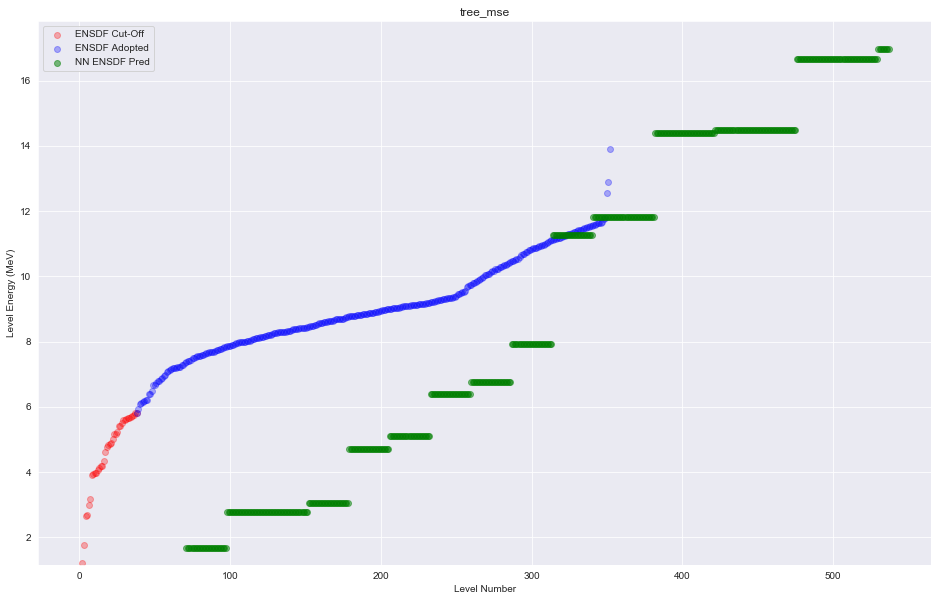 tree_mse
ENSDF Cut-Off
ENSDF Adopted
NN ENSDF Pred
Level Energy (MeV)
16
14
12
10
8
6
4
2
0
100
200
300
400
500
Level Number